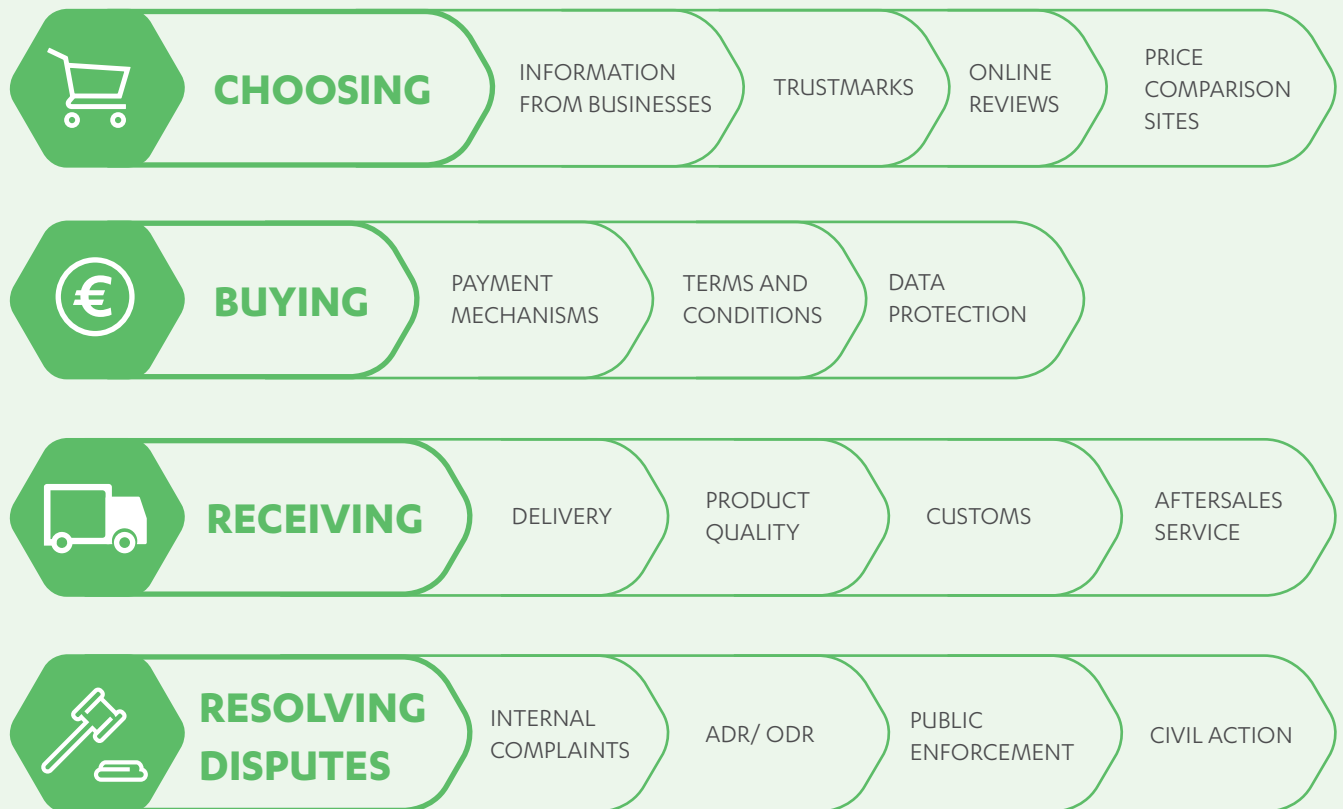 CHOOSING
INFORMATION
FROM BUSINESSES
TRUSTMARKS
ONLINE
REVIEWS
PRICE
COMPARISON
SITES
€
BUYING
PAYMENT
MECHANISMS
TERMS AND
CONDITIONS
DATA
PROTECTION
RECEIVING
DELIVERY
PRODUCT
QUALITY
CUSTOMS
AFTERSALES
SERVICE
RESOLVING
DISPUTES
INTERNAL
COMPLAINTS
ADR/ ODR
PUBLIC
ENFORCEMENT
CIVIL ACTION